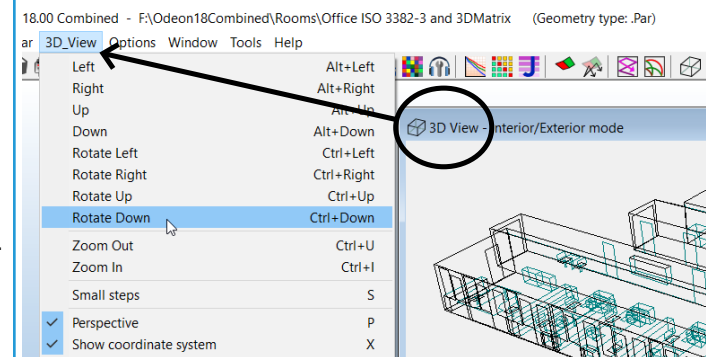 18.00 Combined - F:\Odeon18Combined\Rooms\Office ISO 3382-3 and 3DMatrix (Geometry type: .Par)
ar 3D_View Options Window Tools Help
Left Alt+Left
Right Alt+Right
Up Alt+Up
Down Alt+Down
Rotate Left Ctrl+Left
Rotate Right Ctrl+Right
Rotate Up Ctrl+Up
Rotate Down Ctrl+Down
Zoom Out Ctrl+U
Zoom In Ctrl+I
Small steps S
Perspective P
Show coordinate system X
3D View - Interior/Exterior mode